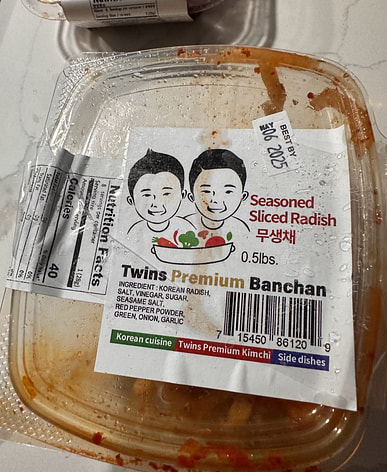 BEST BY
MAY
06 2025
Seasoned
Sliced Radish
무생채
0.5lbs.
Twins Premium Banchan
INGREDIENT : KOREAN RADISH,
SALT, VINEGAR, SUGAR,
SEASAME SALT,
RED PEPPER POWDER,
GREEN, ONION, GARLIC
7 15450 86120 9
Korean cuisine
Twins Premium Kimchi
Side dishes
Nutrition Facts
Calories
40